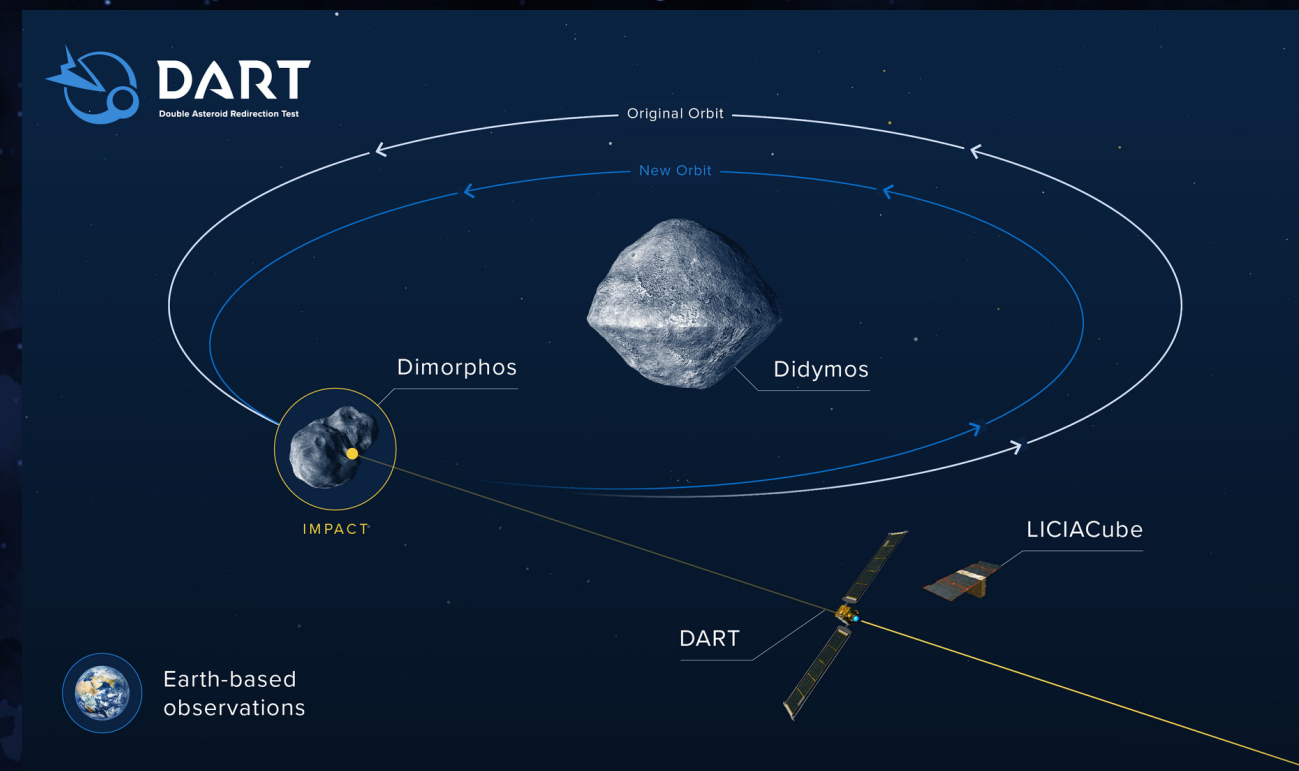 DART
Double Asteroid Redirection Test
Original Orbit
New Orbit
Dimorphos
Didymos
IMPACT
LICIACube
DART
Earth-based
observations